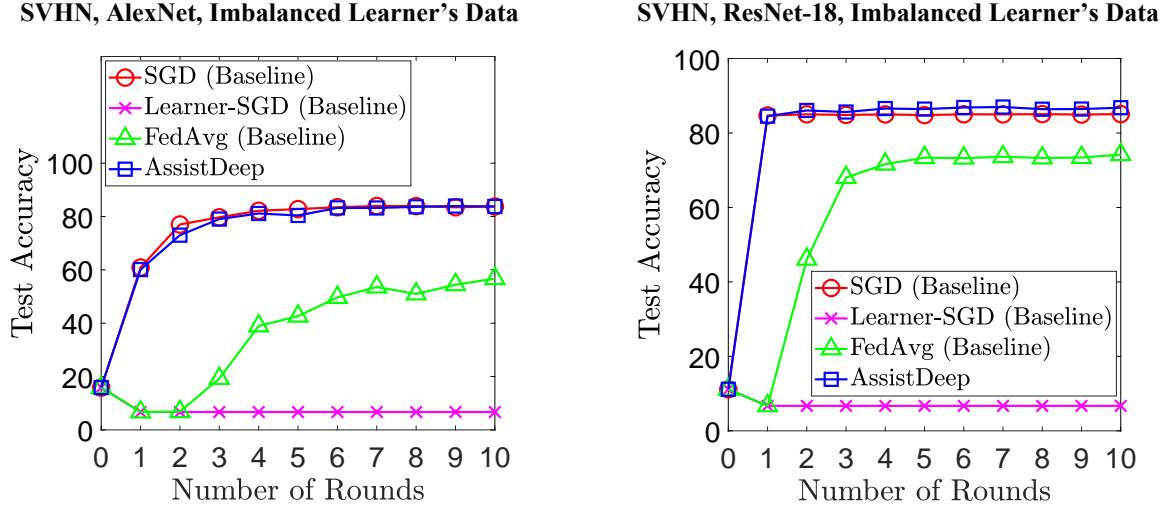 SVHN, AlexNet, Imbalanced Learner's Data
SGD (Baseline)
Learner-SGD (Baseline)
FedAvg (Baseline)
AssistDeep
100
80
60
40
20
0
Test Accuracy
0 1 2 3 4 5 6 7 8 9 10
Number of Rounds
SVHN, ResNet-18, Imbalanced Learner's Data
100
80
60
40
20
0
Test Accuracy
SGD (Baseline)
Learner-SGD (Baseline)
FedAvg (Baseline)
AssistDeep
0 1 2 3 4 5 6 7 8 9 10
Number of Rounds